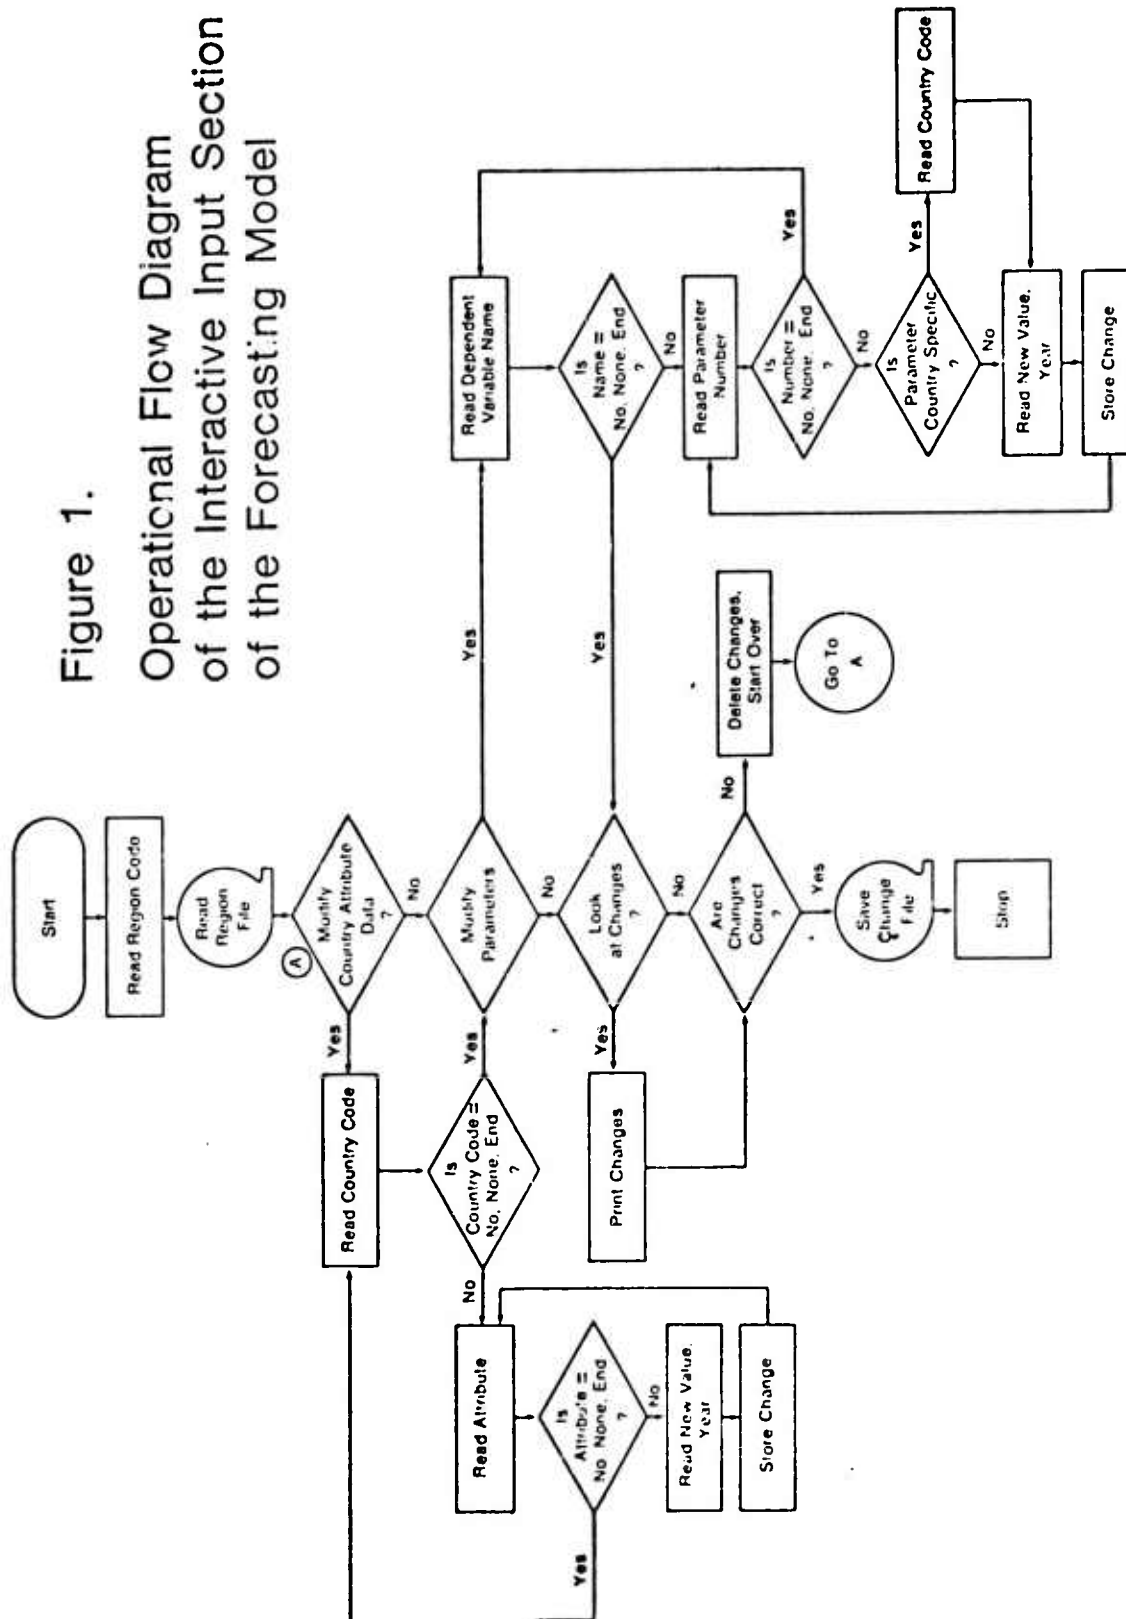 Figure 1.
Operational Flow Diagram
of the Interactive Input Section
of the Forecasting Model
Start
Read Region Code
Read
Region
File
A
Modify
Country Attribute
Data
?
Yes
No
Read Country Code
Is
Country Code =
No, None, End
?
Yes
No
Read Attribute
Is
Attribute =
No, None, End
?
Yes
No
Read New Value,
Year
Store Change
Modify
Parameters
Yes
No
Read Dependent
Variable Name
Is
Name =
No, None, End
?
Yes
No
Read Parameter
Number
Is
Number =
No, None, End
?
Yes
No
Is
Parameter
Country Specific
?
Yes
No
Read Country Code
Read New Value,
Year
Store Change
Look
at Changes
?
Yes
No
Print Changes
Are
Changes
Correct
?
No
Yes
Delete Changes,
Start Over
Go To
A
Save
Change
File
Stop